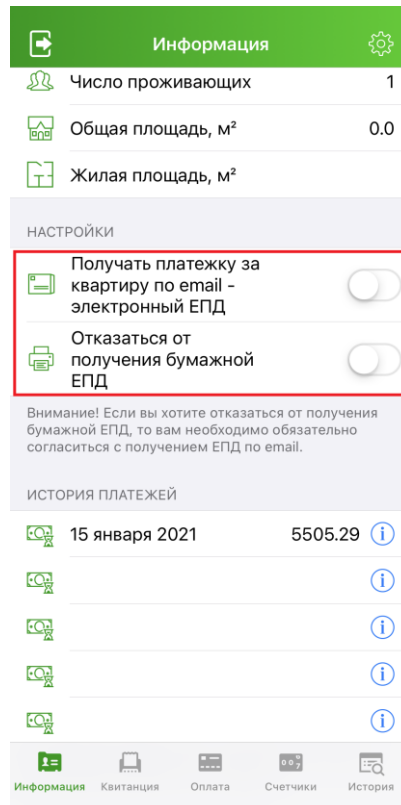 Информация
Число проживающих 1
Общая площадь, м² 0.0
Жилая площадь, м²
НАСТРОЙКИ
Получать платежку за
квартиру по email -
электронный ЕПД
Отказаться от
получения бумажной
ЕПД
Внимание! Если вы хотите отказаться от получения
бумажной ЕПД, то вам необходимо обязательно
согласиться с получением ЕПД по email.
ИСТОРИЯ ПЛАТЕЖЕЙ
15 января 2021 5505.29
Информация Квитанция Оплата Счетчики История